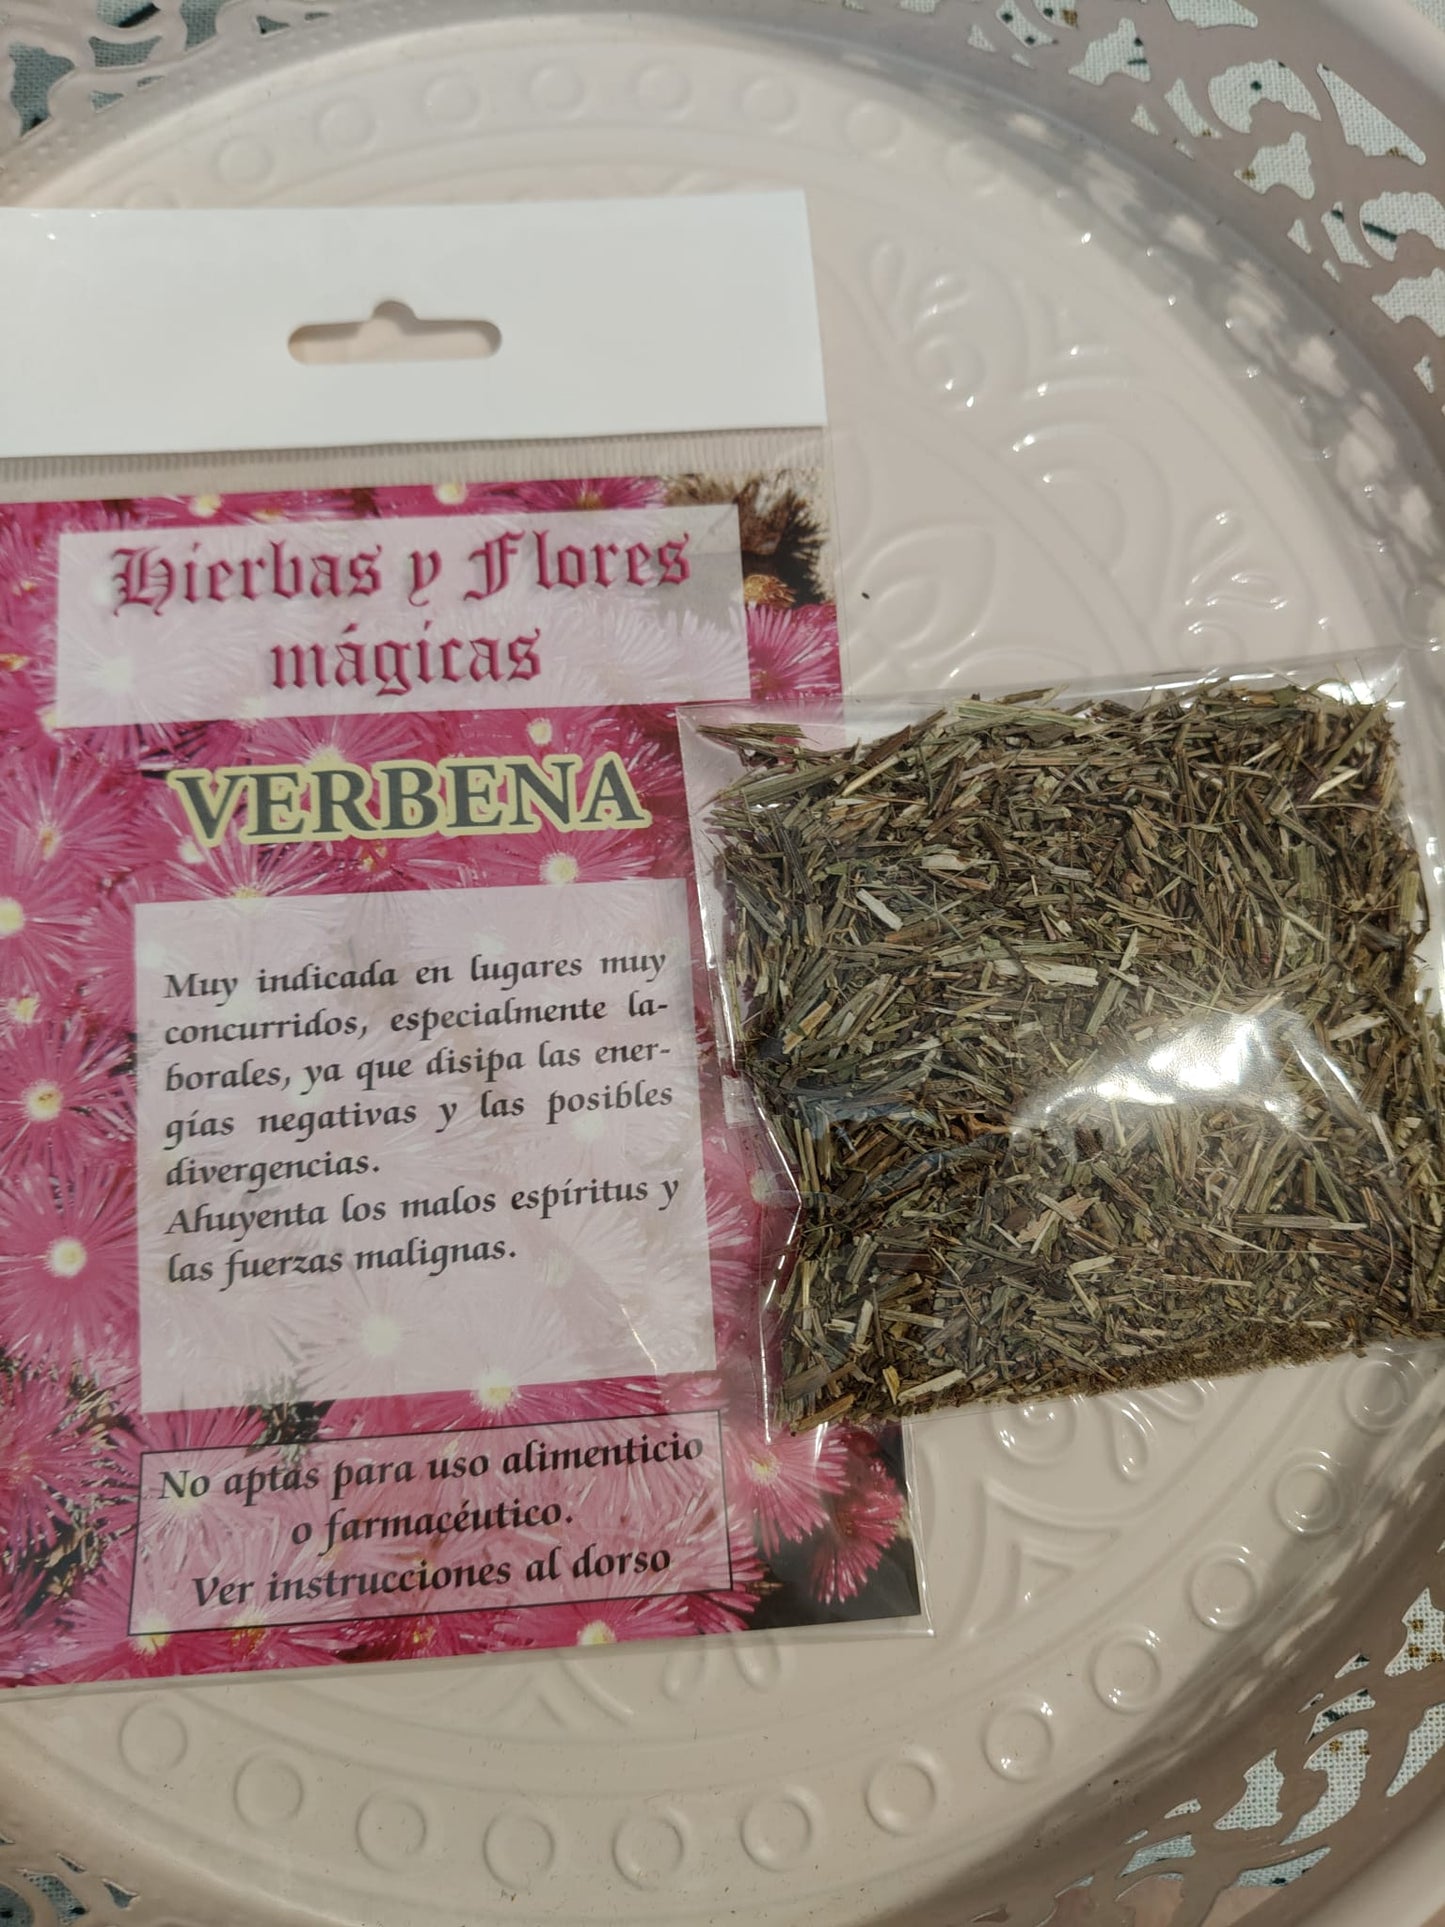 Hierbas y Flores
mágicas
VERBENA
Muy indicada en lugares muy
concurridos, especialmente la-
borales, ya que disipa las ener-
gías negativas y las posibles
divergencias.
Ahuyenta los malos espíritus y
las fuerzas malignas.
No aptas para uso alimenticio
o farmacéutico.
Ver instrucciones al dorso